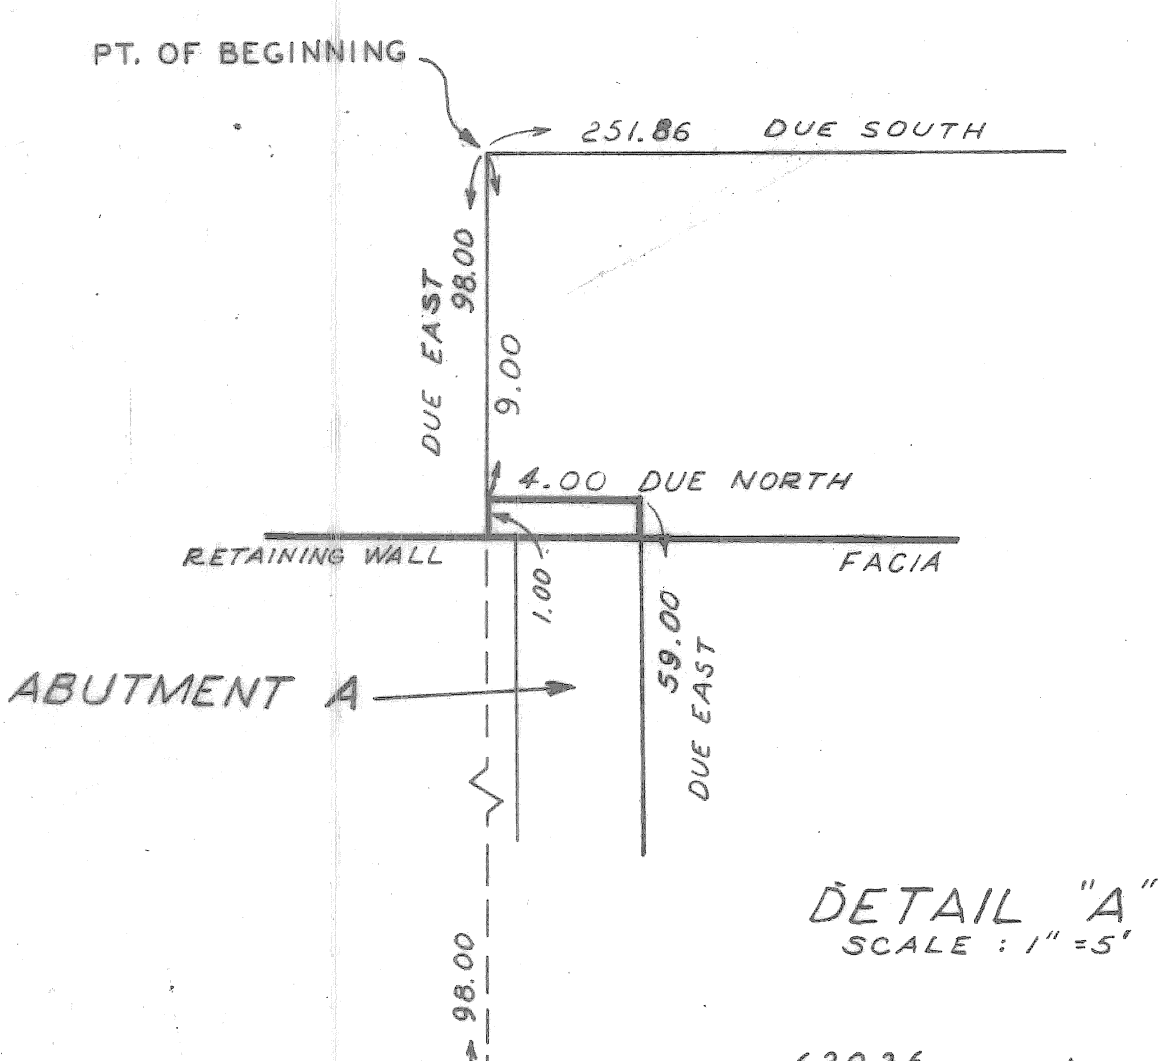 PT. OF BEGINNING
251.86 DUE SOUTH
DUE EAST
98.00
9.00
4.00 DUE NORTH
RETAINING WALL
FACIA
1.00
59.00
DUE EAST
ABUTMENT A
DETAIL "A"
SCALE : 1" = 5'
98.00